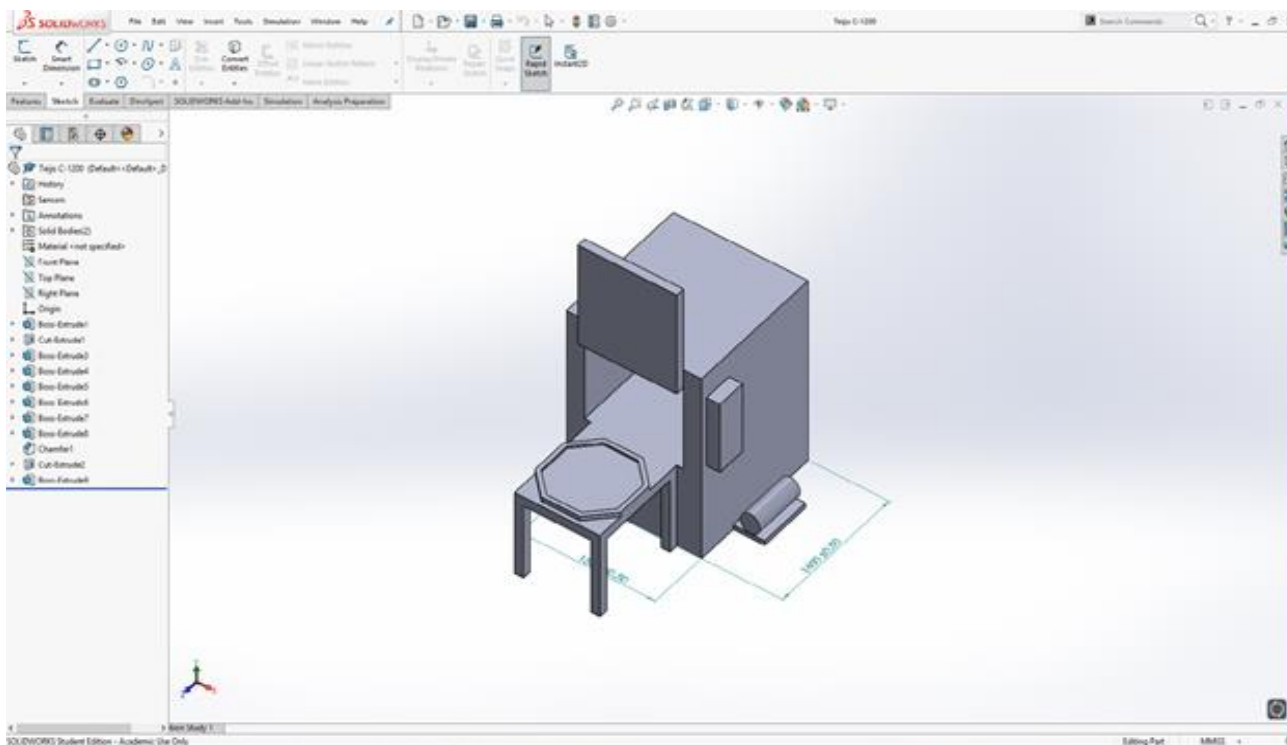 SOLIDWORKS
File Edit View Insert Tools Simulation Window Help
Tejo C-1200
Search Commands
Sketch
Smart Dimension
Convert Entities
Rapid Sketch
Instant2D
Features Sketch Evaluate DimXpert SOLIDWORKS Add-Ins Simulation Analysis Preparation
History
Sensors
Annotations
Solid Bodies(2)
Material <not specified>
Front Plane
Top Plane
Right Plane
Origin
Boss-Extrude1
Cut-Extrude1
Boss-Extrude3
Boss-Extrude4
Boss-Extrude5
Boss-Extrude6
Boss-Extrude7
Boss-Extrude8
Chamfer1
Cut-Extrude2
Boss-Extrude9
SOLIDWORKS Student Edition - Academic Use Only
Editing Part
MMGS